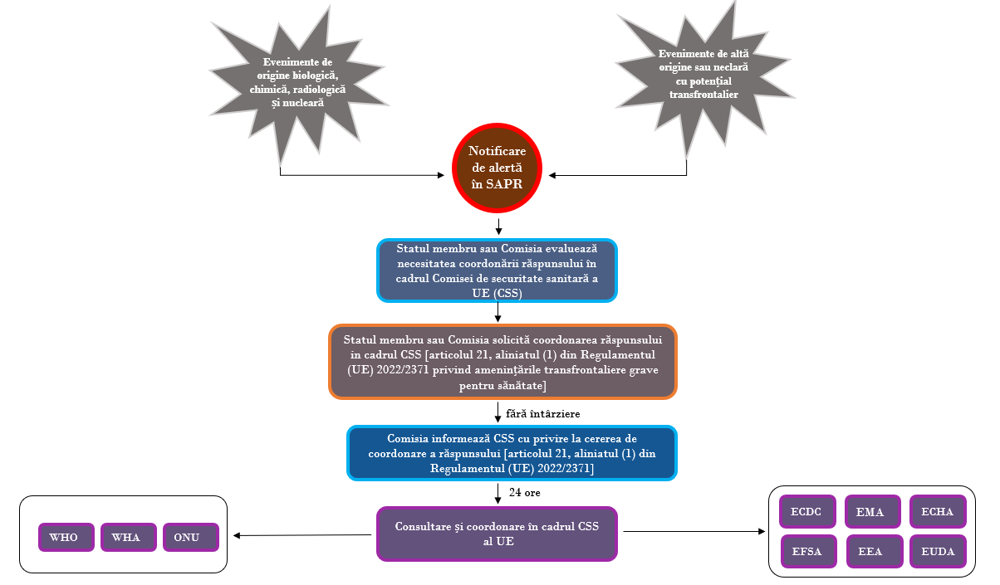 Evenimente de
origine biologică,
chimică, radiologică
și nucleară
Evenimente de altă
origine sau neclară
cu potențial
transfrontalier
Notificare
de alertă
în SAPR
Statul membru sau Comisia evaluează
necesitatea coordonării răspunsului în
cadrul Comisei de securitate sanitară a
UE (CSS)
Statul membru sau Comisia solicită coordonarea răspunsului
in cadrul CSS [articolul 21, aliniatul (1) din Regulamentul
(UE) 2022/2371 privind amenințările transfrontaliere grave
pentru sănătate]
fără întârziere
Comisia informează CSS cu privire la cererea de
coordonare a răspunsului [articolul 21, aliniatul (1) din
Regulamentul (UE) 2022/2371]
24 ore
Consultare și coordonare în cadrul CSS
al UE
WHO WHA ONU
ECDC EMA ECHA
EFSA EEA EUDA